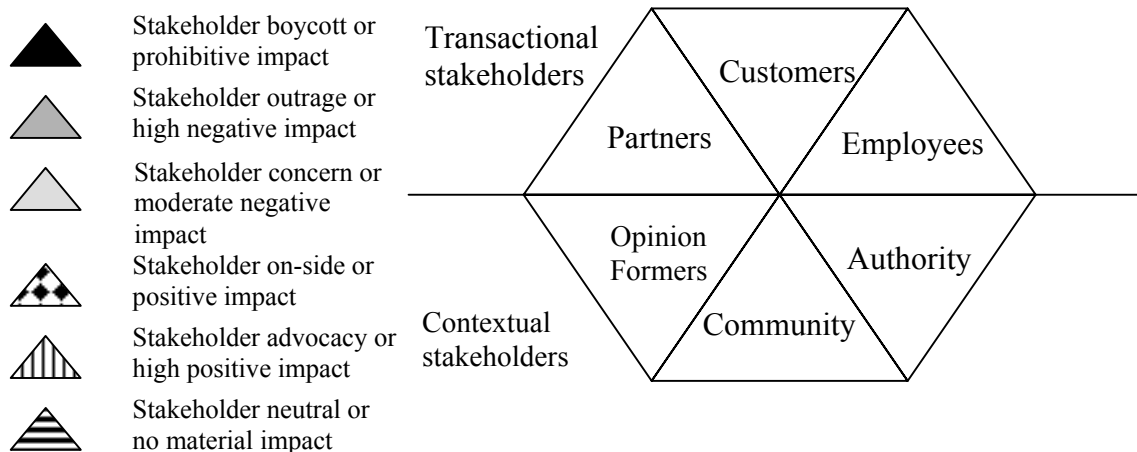 Stakeholder boycott or
prohibitive impact
Stakeholder outrage or
high negative impact
Stakeholder concern or
moderate negative
impact
Stakeholder on-side or
positive impact
Stakeholder advocacy or
high positive impact
Stakeholder neutral or
no material impact
Transactional
stakeholders
Customers
Partners
Employees
Opinion
Formers
Authority
Community
Contextual
stakeholders